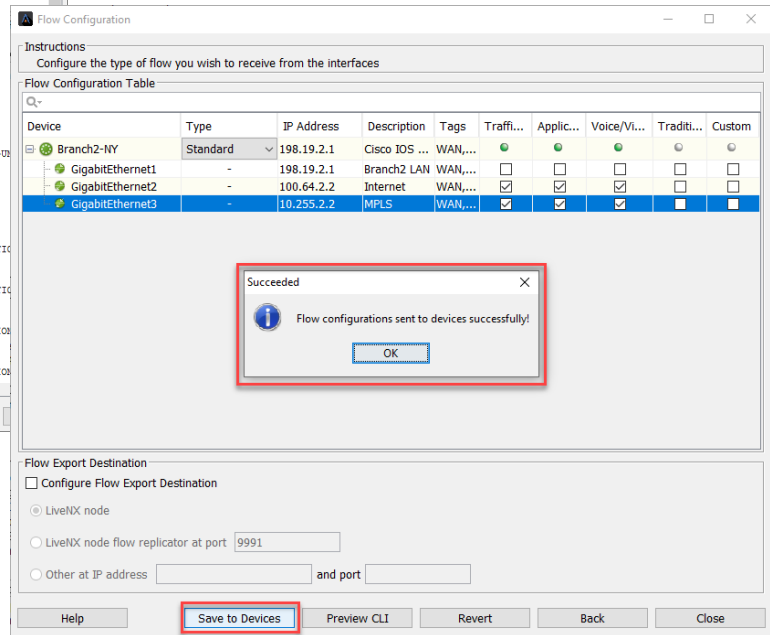 Flow Configuration
Instructions
Configure the type of flow you wish to receive from the interfaces
Flow Configuration Table
Device Type IP Address Description Tags Traffi... Applic... Voice/Vi... Traditi... Custom
Branch2-NY Standard 198.19.2.1 Cisco IOS ... WAN,...
GigabitEthernet1 - 198.19.2.1 Branch2 LAN WAN,...
GigabitEthernet2 - 100.64.2.2 Internet WAN,...
GigabitEthernet3 - 10.255.2.2 MPLS WAN,...
Succeeded
Flow configurations sent to devices successfully!
OK
Flow Export Destination
Configure Flow Export Destination
LiveNX node
LiveNX node flow replicator at port 9991
Other at IP address and port
Help Save to Devices Preview CLI Revert Back Close